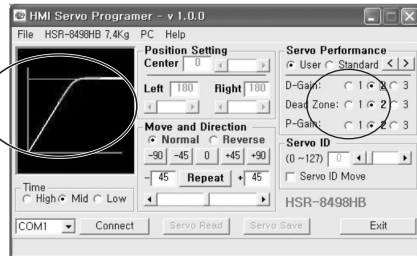 HMI Servo Programer - v 1.0.0
File HSR-8498HB 7,4Kg PC Help
Position Setting
Center 0
Left 180 Right 180
Move and Direction
Normal Reverse
-90 -45 0 +45 +90
- 45 Repeat + 45
Time
High Mid Low
Servo Performance
User Standard < >
D-Gain: 1 2 3
Dead Zone: 1 2 3
P-Gain: 1 2 3
Servo ID
(0 ~127) 0
Servo ID Move
HSR-8498HB
COM1 Connect Servo Read Servo Save Exit